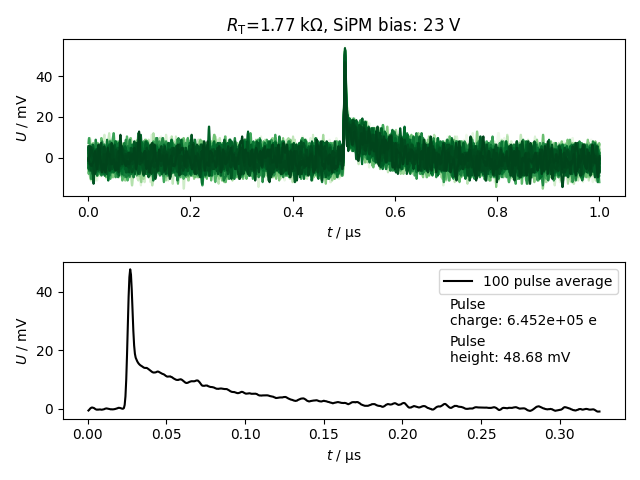 R_T=1.77 kΩ, SiPM bias: 23 V
U / mV
40
20
0
0.0 0.2 0.4 0.6 0.8 1.0
t / µs
U / mV
40
20
0
100 pulse average
Pulse
charge: 6.452e+05 e
Pulse
height: 48.68 mV
0.00 0.05 0.10 0.15 0.20 0.25 0.30
t / µs